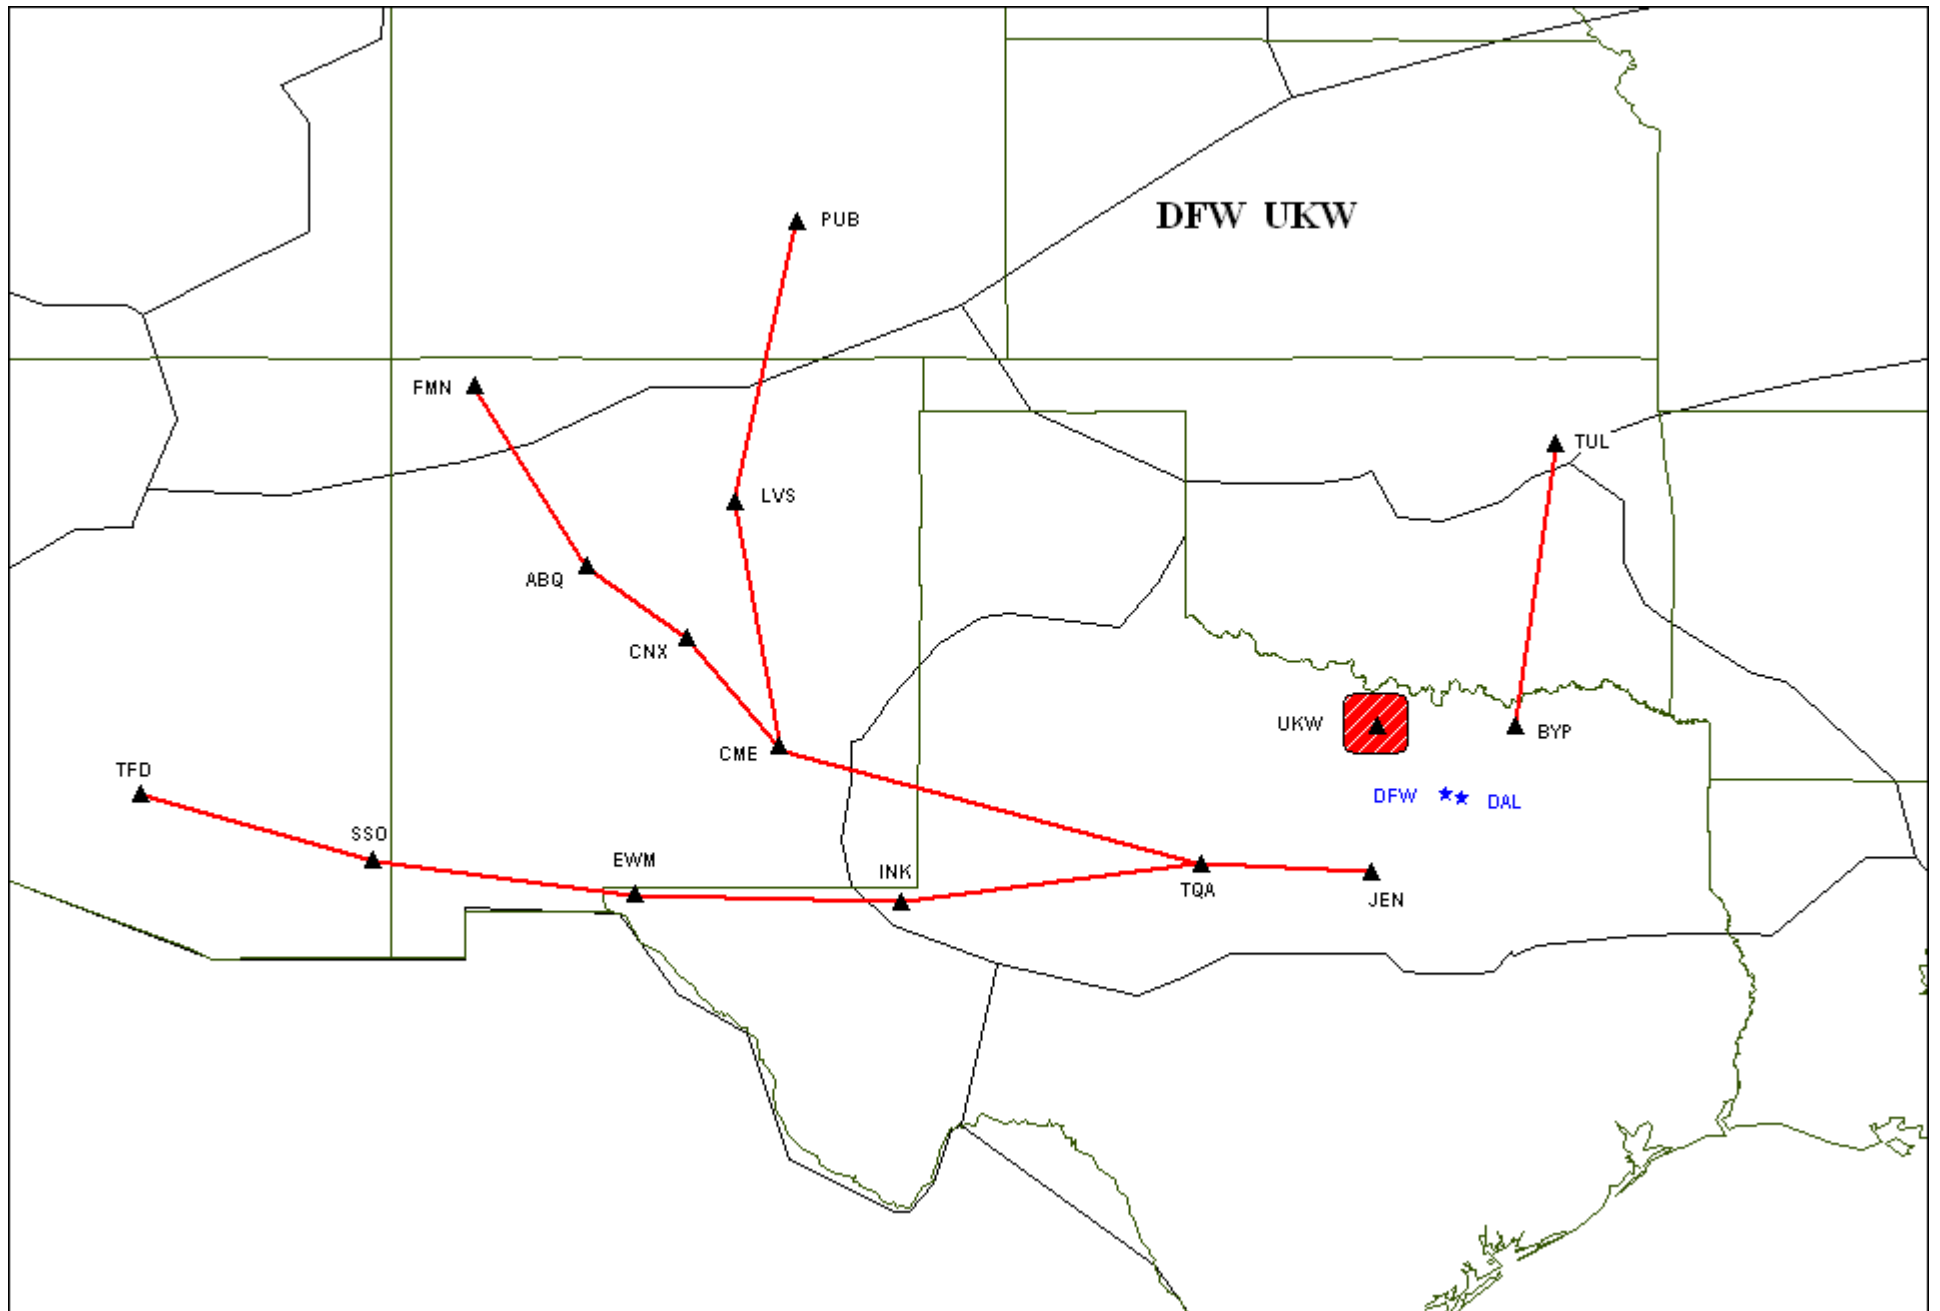 DFW UKW
PUB
FMN
TUL
LVS
ABQ
CNX
UKW
BYP
CME
TFD
DFW
DAL
SSO
EWM
INK
TQA
JEN